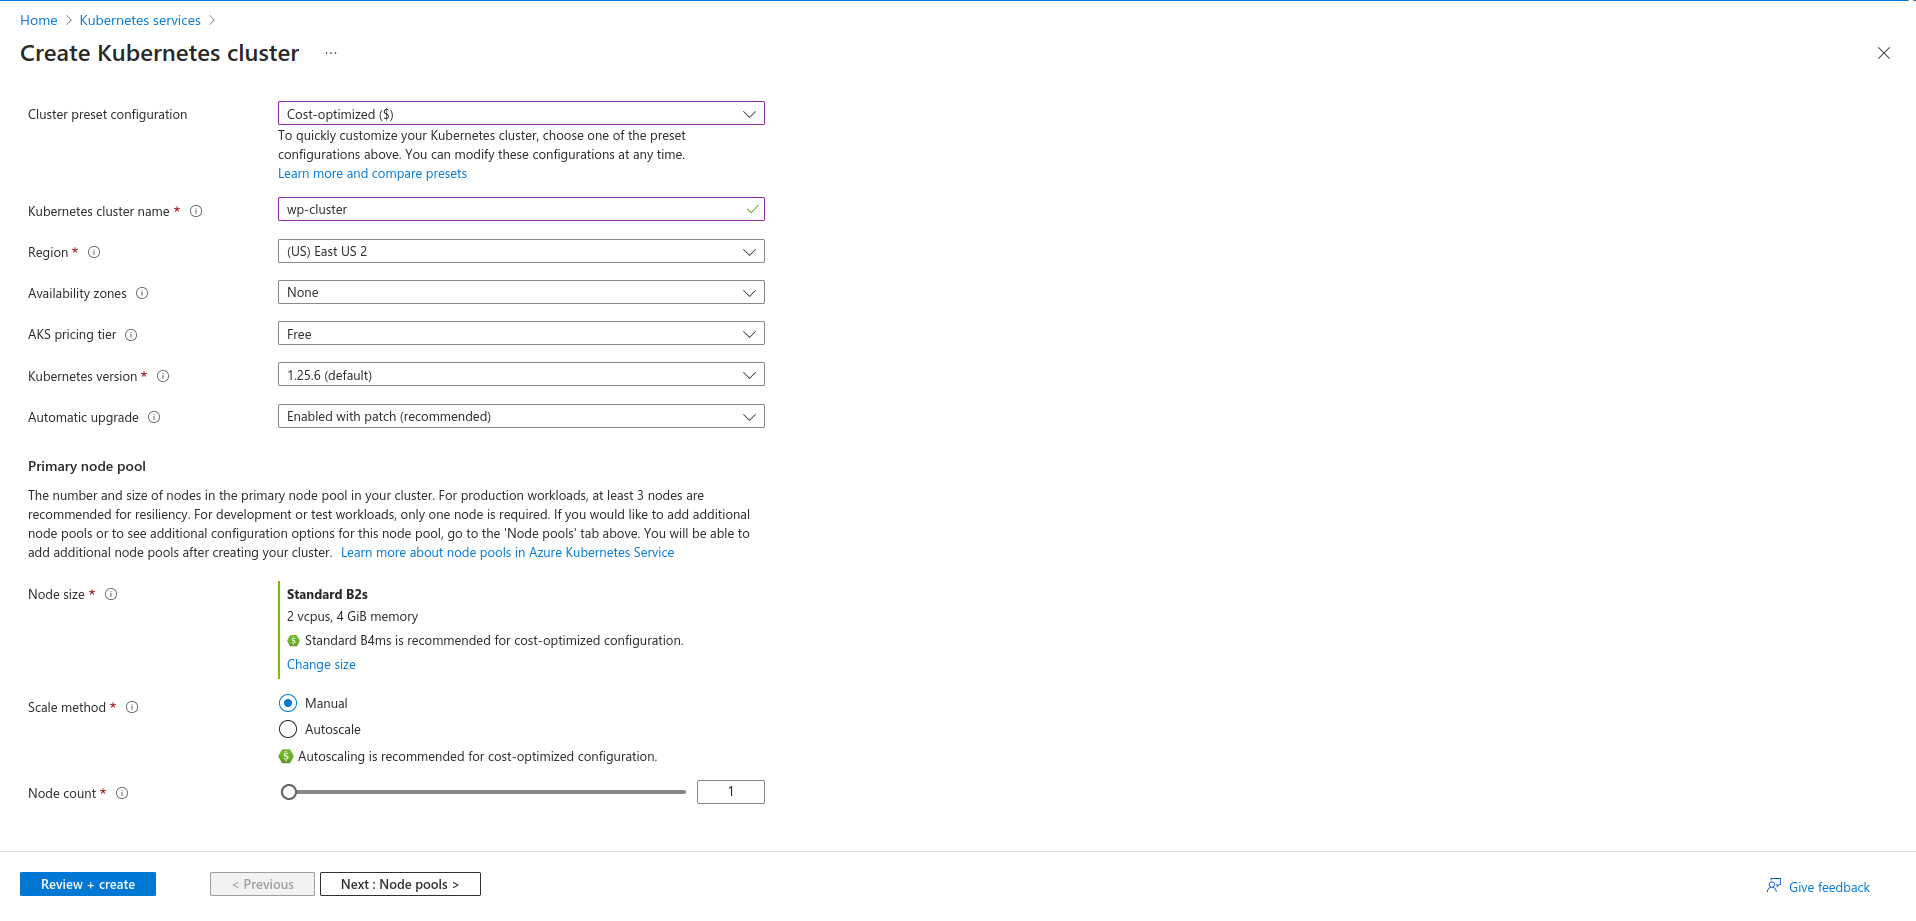 Home > Kubernetes services >
Create Kubernetes cluster ...
Cluster preset configuration
Cost-optimized ($)
To quickly customize your Kubernetes cluster, choose one of the preset
configurations above. You can modify these configurations at any time.
Learn more and compare presets
Kubernetes cluster name *
wp-cluster
Region *
(US) East US 2
Availability zones
None
AKS pricing tier
Free
Kubernetes version *
1.25.6 (default)
Automatic upgrade
Enabled with patch (recommended)
Primary node pool
The number and size of nodes in the primary node pool in your cluster. For production workloads, at least 3 nodes are
recommended for resiliency. For development or test workloads, only one node is required. If you would like to add additional
node pools or to see additional configuration options for this node pool, go to the 'Node pools' tab above. You will be able to
add additional node pools after creating your cluster. Learn more about node pools in Azure Kubernetes Service
Node size *
Standard B2s
2 vcpus, 4 GiB memory
Standard B4ms is recommended for cost-optimized configuration.
Change size
Scale method *
Manual
Autoscale
Autoscaling is recommended for cost-optimized configuration.
Node count *
1
Review + create
< Previous
Next : Node pools >
Give feedback